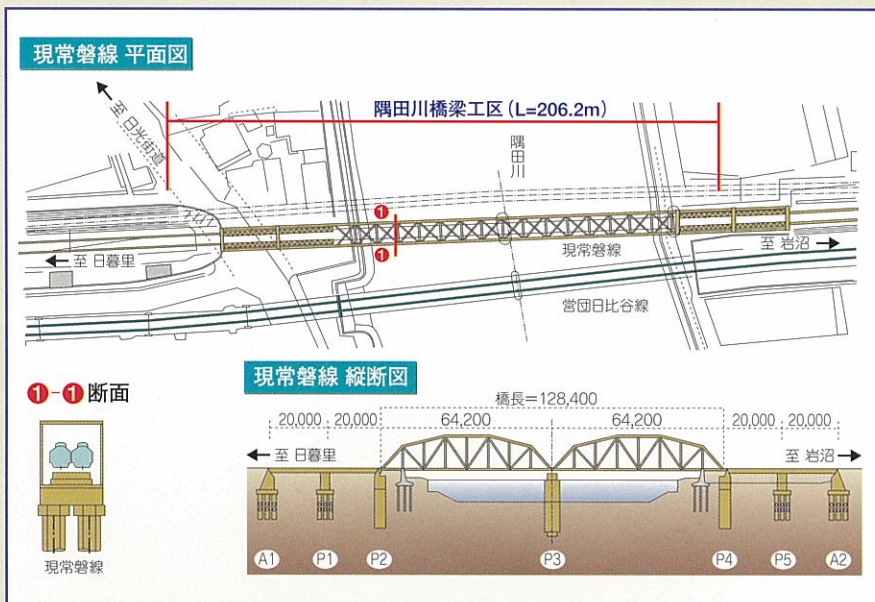 現常磐線 平面図
至 日光街道
隅田川橋梁工区(L=206.2m)
隅田川
❶
❶
現常磐線
至 日暮里
至 岩沼
営団日比谷線
❶-❶断面
現常磐線
現常磐線 縦断図
橋長=128,400
20,000 20,000 64,200 64,200 20,000 20,000
至 日暮里
至 岩沼
A1 P1 P2 P3 P4 P5 A2